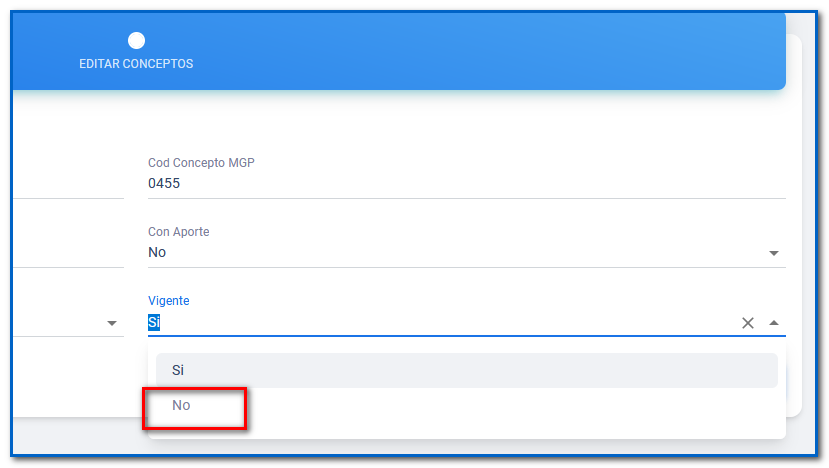 EDITAR CONCEPTOS
Cod Concepto MGP
0455
Con Aporte
No
Vigente
Si
Si
No